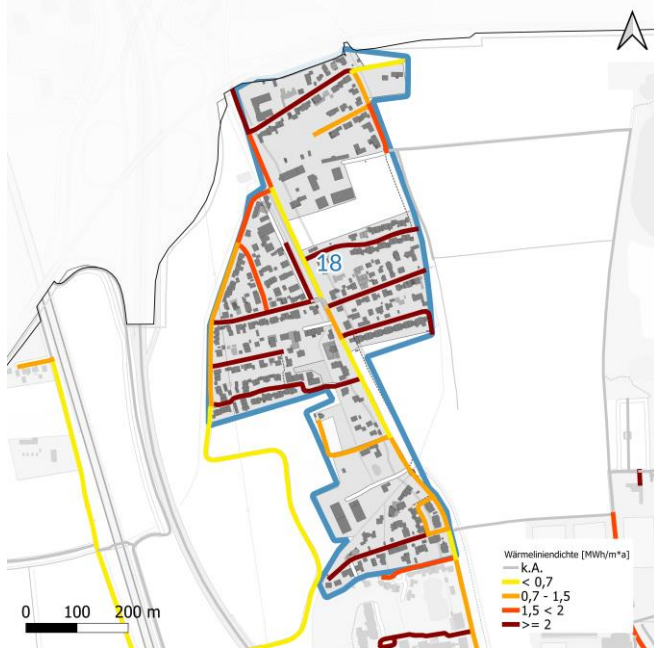 18
Wärmeliniendichte [MWh/m*a]
k.A.
< 0,7
0,7 - 1,5
1,5 < 2
>= 2
0 100 200 m